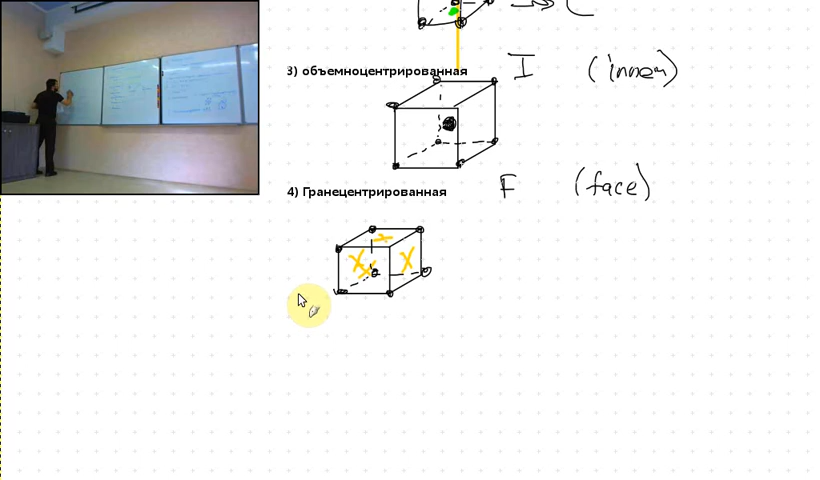 C
3) объемноцентрированная I (inner)
4) Гранецентрированная F (face)